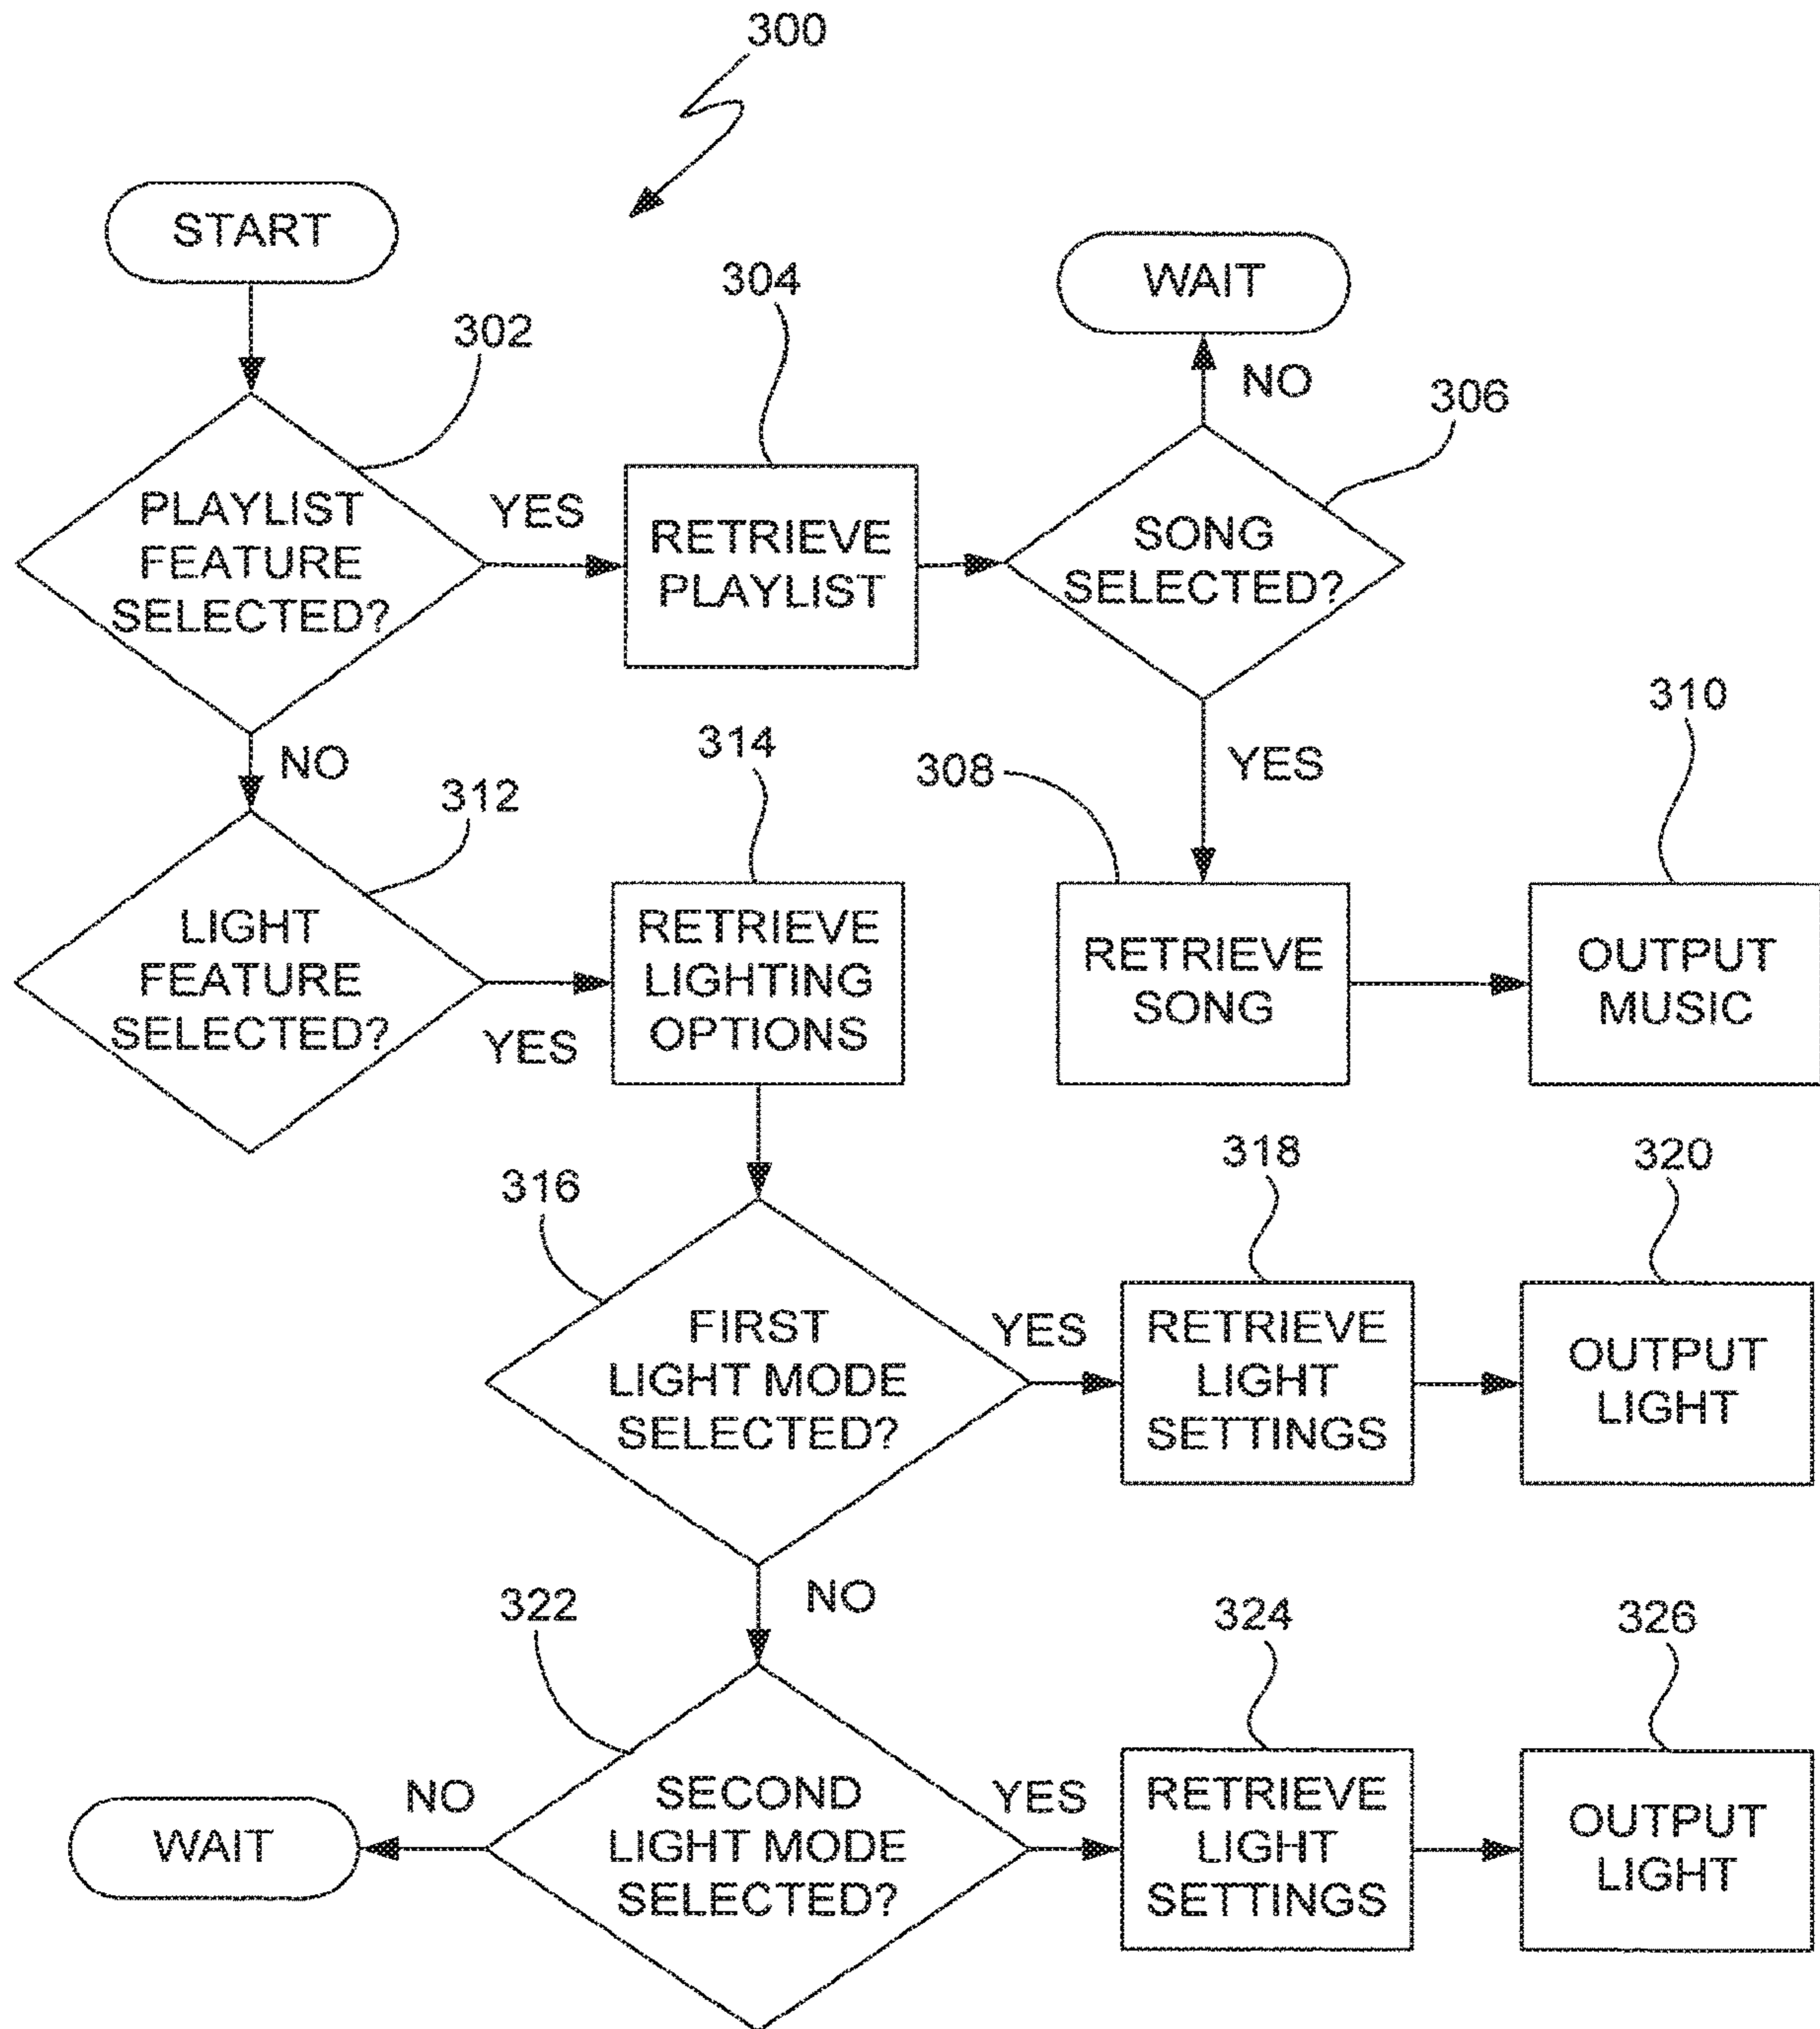 300
START
WAIT
304
302
NO
306
PLAYLIST
FEATURE
SELECTED?
YES
RETRIEVE
PLAYLIST
SONG
SELECTED?
NO
312
314
308
YES
310
LIGHT
FEATURE
SELECTED?
YES
RETRIEVE
LIGHTING
OPTIONS
RETRIEVE
SONG
OUTPUT
MUSIC
316
318
320
FIRST
LIGHT MODE
SELECTED?
YES
RETRIEVE
LIGHT
SETTINGS
OUTPUT
LIGHT
322
NO
324
326
WAIT
NO
SECOND
LIGHT MODE
SELECTED?
YES
RETRIEVE
LIGHT
SETTINGS
OUTPUT
LIGHT